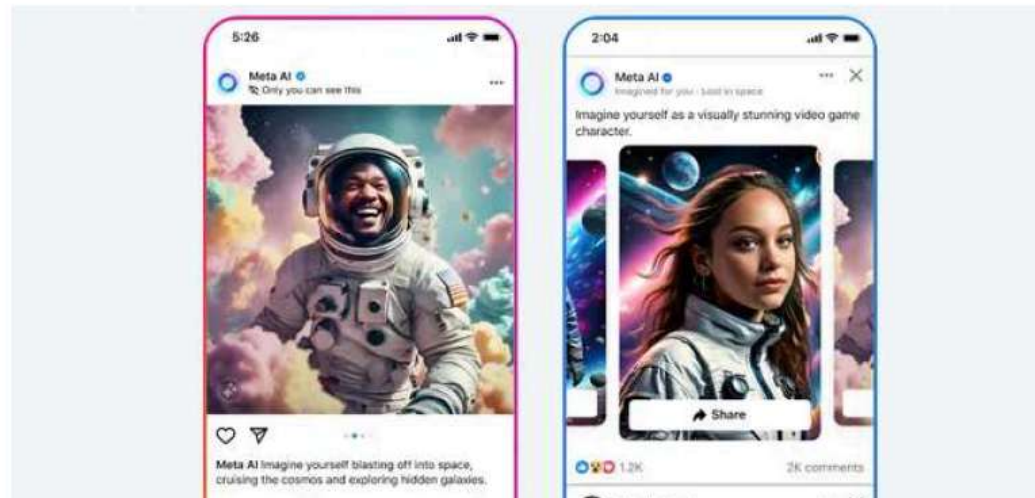 5:26
Meta AI
Only you can see this
Meta AI Imagine yourself blasting off into space,
cruising the cosmos and exploring hidden galaxies.
2:04
Meta AI
Imagined for you · Lost in space
Imagine yourself as a visually stunning video game
character.
Share
1.2K
2K comments